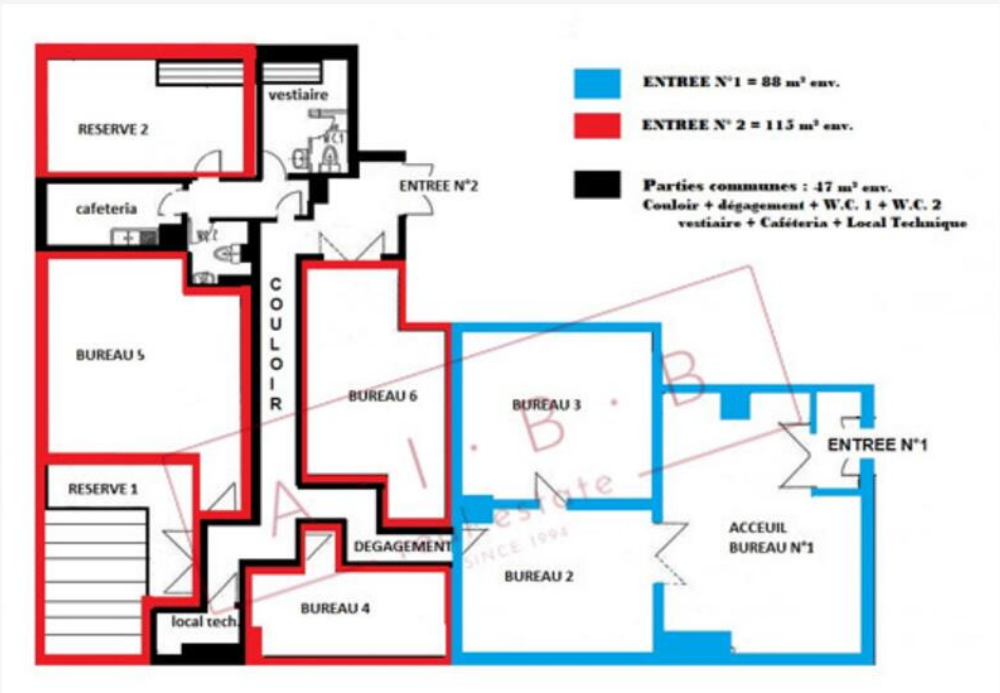 vestiaire
ENTREE N°1 = 88 m² env.
RESERVE 2
ENTREE N° 2 = 115 m² env.
W.C 1
ENTREE N°2
Parties communes : 47 m² env.
Couloir + dégagement + W.C. 1 + W.C. 2
vestiaire + Caféteria + Local Technique
cafeteria
COULOIR
BUREAU 5
BUREAU 6
BUREAU 3
A . I . B . B
real estate
SINCE 1994
ENTREE N°1
RESERVE 1
ACCEUIL
BUREAU N°1
DEGAGEMENT
BUREAU 2
BUREAU 4
local tech.